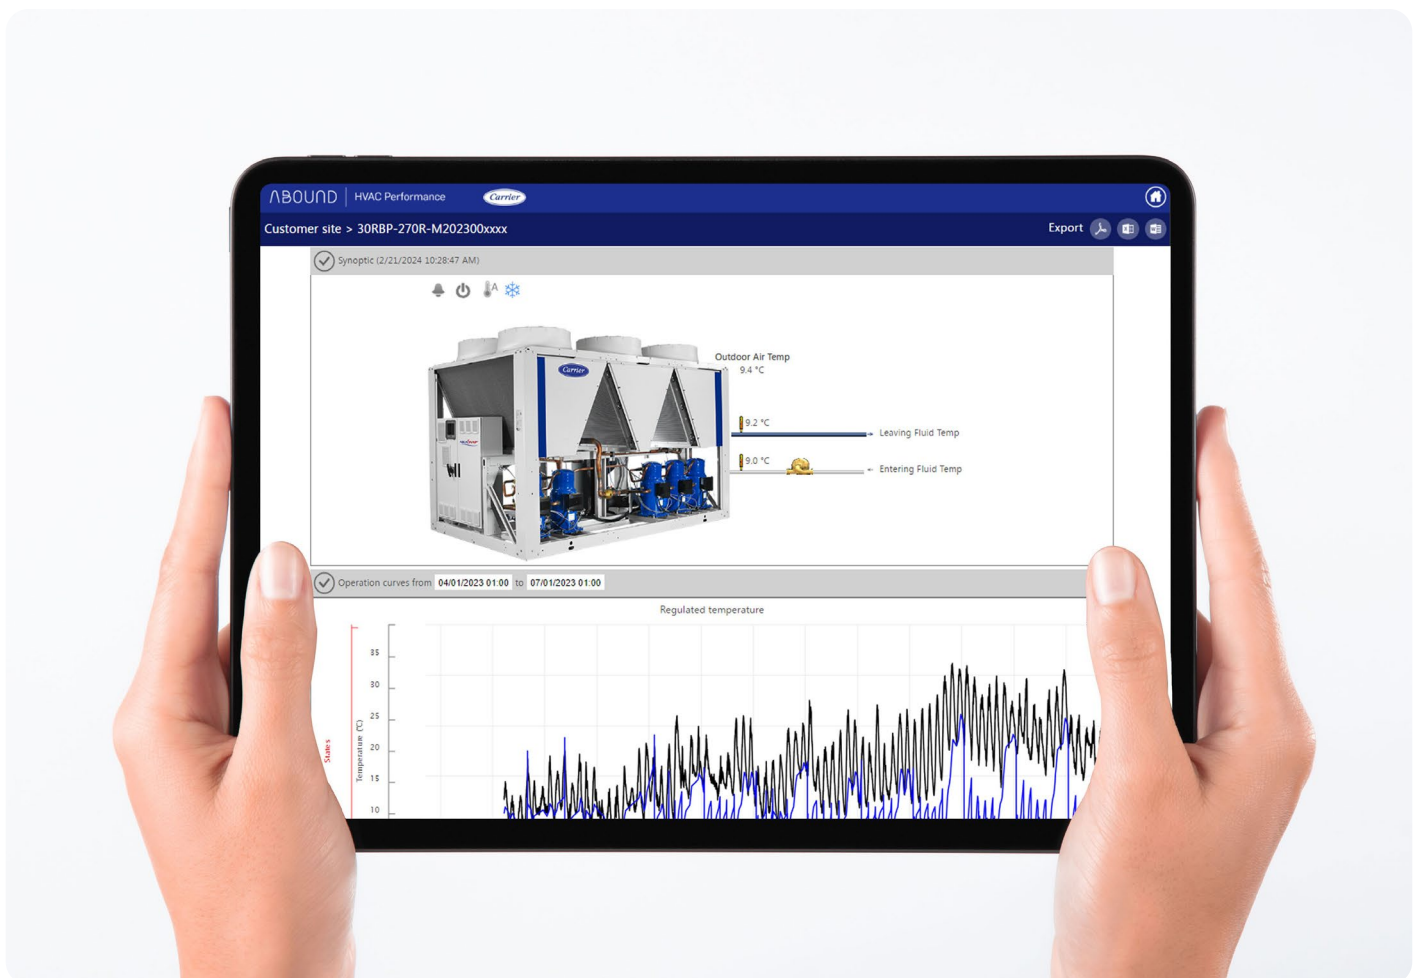 ABOUND HVAC Performance Carrier
Customer site > 30RBP-270R-M202300xxxx Export
Synoptic (2/21/2024 10:28:47 AM)
A
Outdoor Air Temp
9.4 °C
Carrier
9.2 °C
Leaving Fluid Temp
9.0 °C
Entering Fluid Temp
Operation curves from 04/01/2023 01:00 to 07/01/2023 01:00
Regulated temperature
States
Temperature (°C)
35
30
25
20
15
10